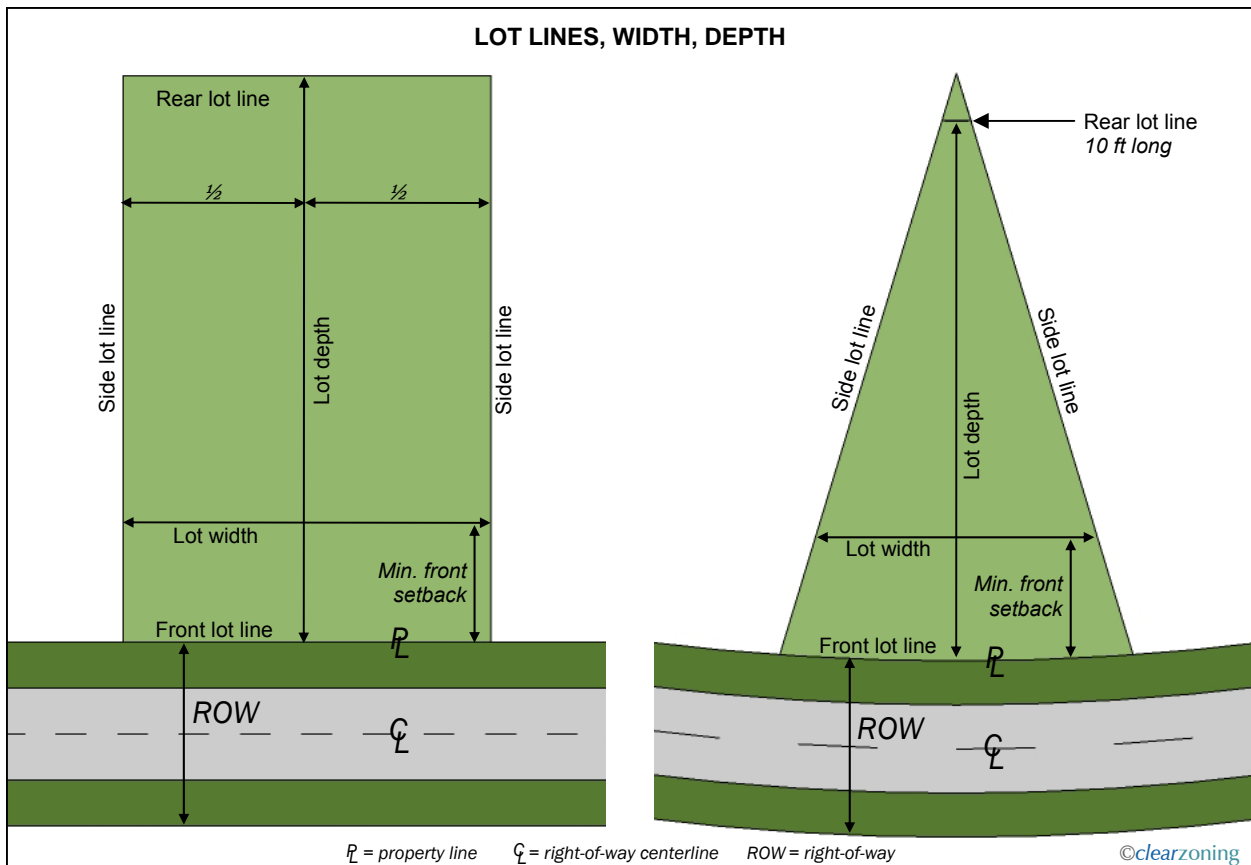 LOT LINES, WIDTH, DEPTH
Rear lot line
½
½
Side lot line
Lot depth
Side lot line
Lot width
Min. front
setback
Front lot line
PL
ROW
CL
Rear lot line
10 ft long
Side lot line
Side lot line
Lot depth
Lot width
Min. front
setback
Front lot line
PL
ROW
CL
PL = property line CL = right-of-way centerline ROW = right-of-way
©clearzoning